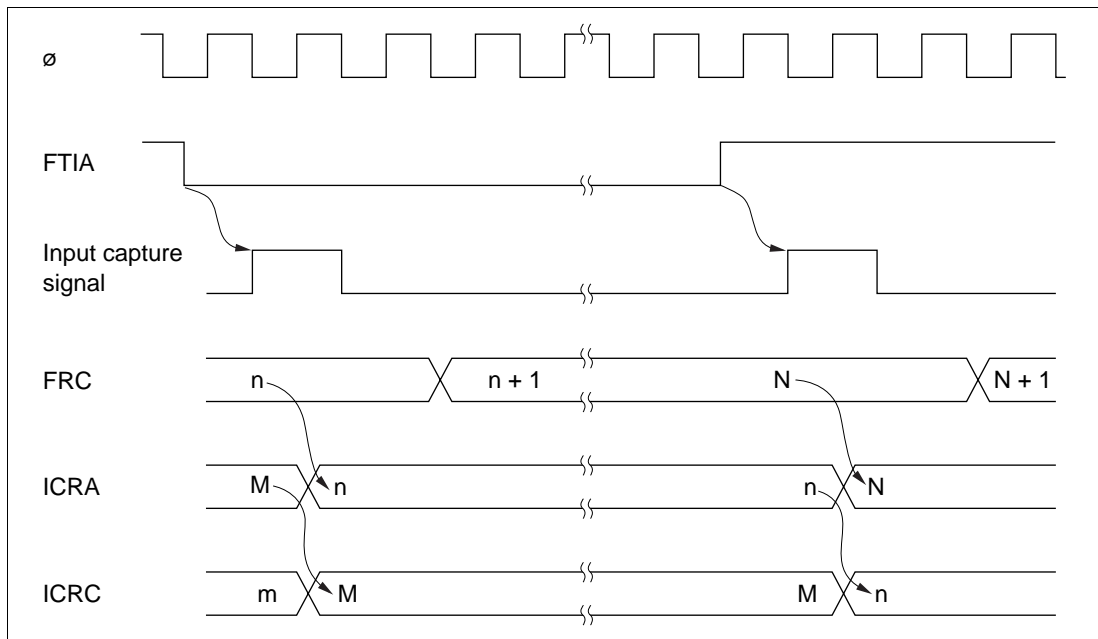 ø
FTIA
Input capture
signal
FRC n n + 1 N N + 1
ICRA M n n N
ICRC m M M n